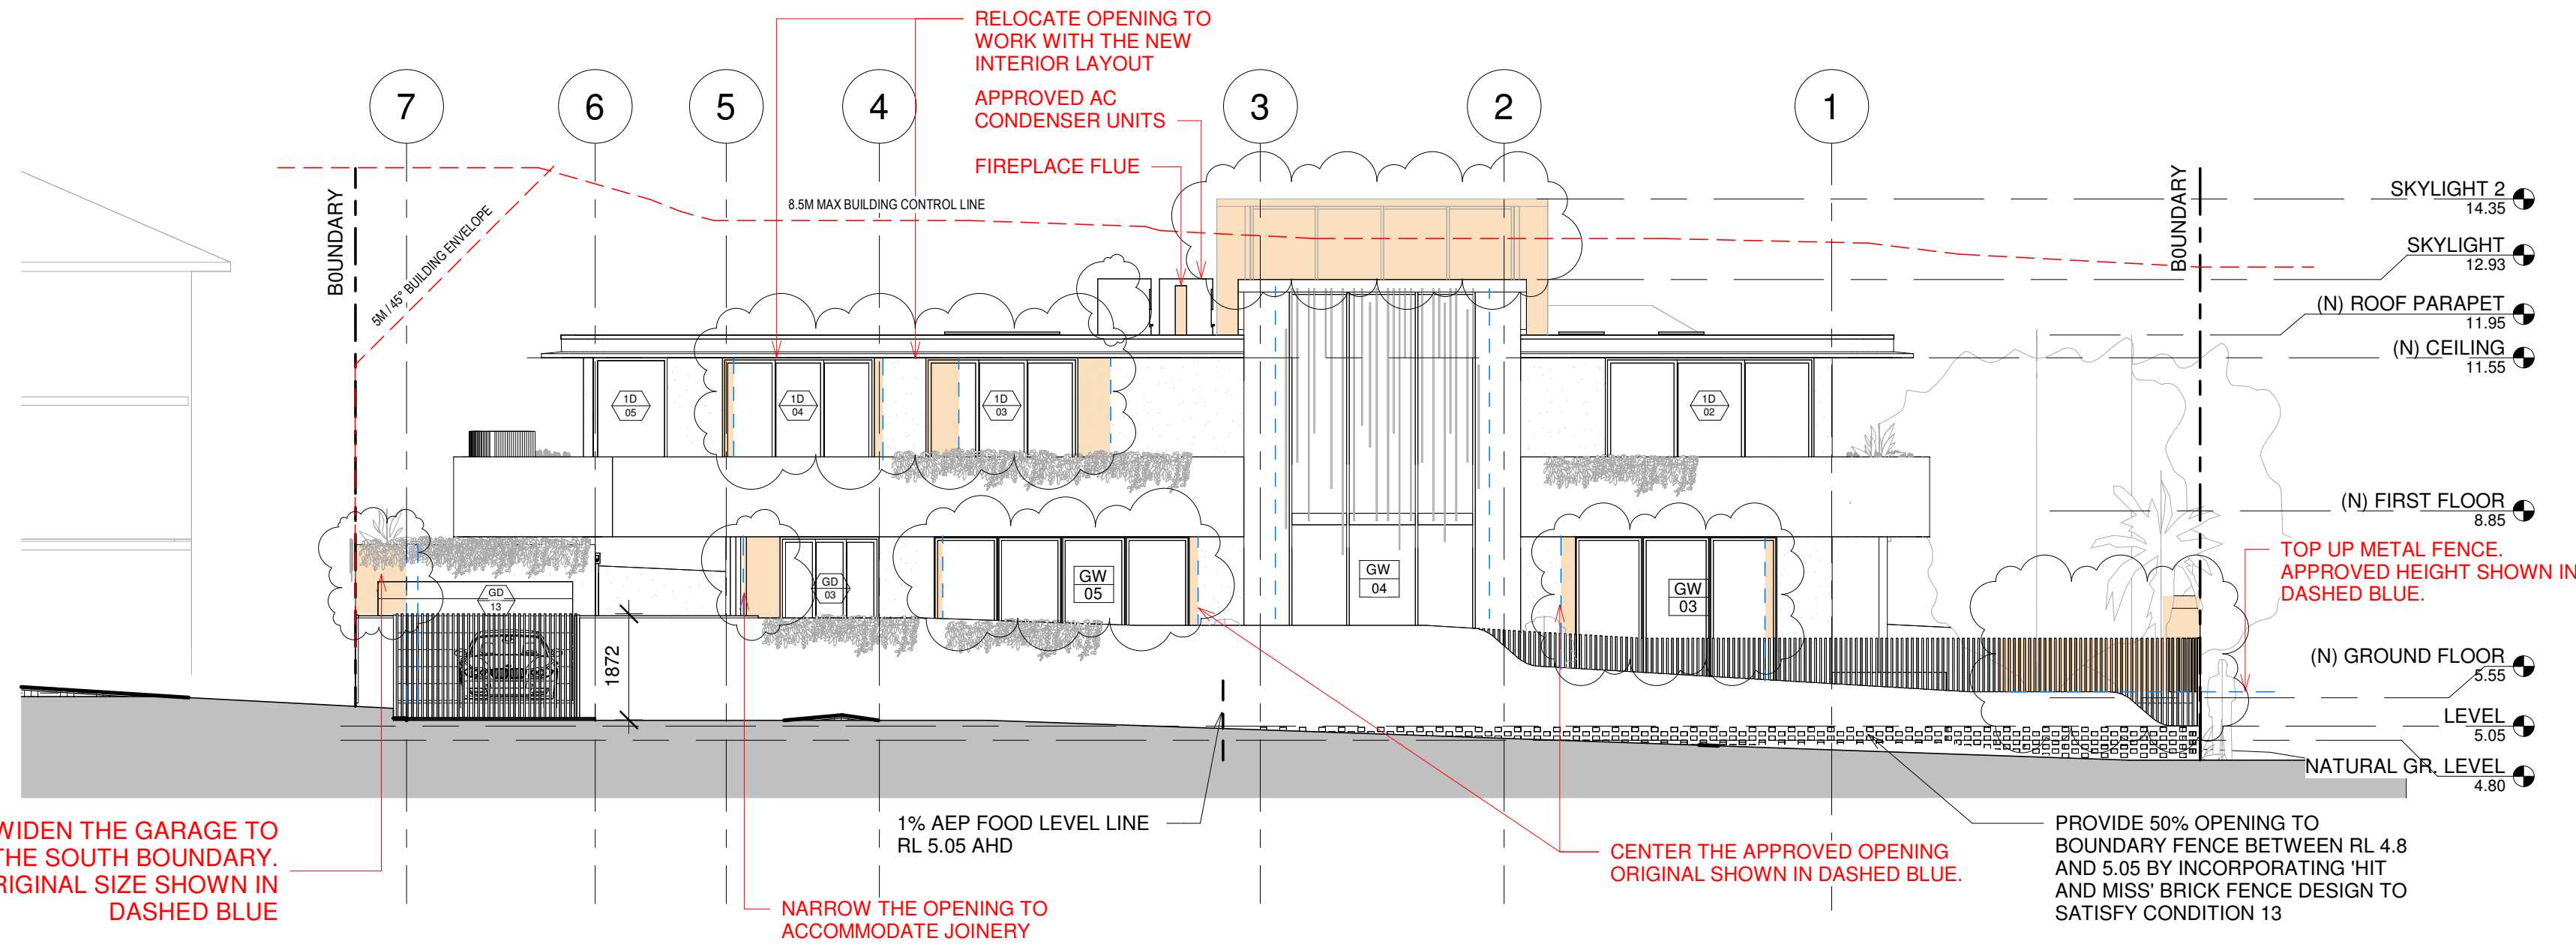 RELOCATE OPENING TO
WORK WITH THE NEW
INTERIOR LAYOUT
APPROVED AC
CONDENSER UNITS
FIREPLACE FLUE
7
6
5
4
3
2
1
BOUNDARY
5M / 45° BUILDING ENVELOPE
8.5M MAX BUILDING CONTROL LINE
BOUNDARY
SKYLIGHT 2
14.35
SKYLIGHT
12.93
(N) ROOF PARAPET
11.95
(N) CEILING
11.55
(N) FIRST FLOOR
8.85
TOP UP METAL FENCE.
APPROVED HEIGHT SHOWN IN
DASHED BLUE.
(N) GROUND FLOOR
5.55
LEVEL
5.05
NATURAL GR. LEVEL
4.80
1D
05
1D
04
1D
03
1D
02
GD
13
GD
03
GW
05
GW
04
GW
03
1872
WIDEN THE GARAGE TO
THE SOUTH BOUNDARY.
RIGINAL SIZE SHOWN IN
DASHED BLUE
1% AEP FOOD LEVEL LINE
RL 5.05 AHD
NARROW THE OPENING TO
ACCOMMODATE JOINERY
CENTER THE APPROVED OPENING
ORIGINAL SHOWN IN DASHED BLUE.
PROVIDE 50% OPENING TO
BOUNDARY FENCE BETWEEN RL 4.8
AND 5.05 BY INCORPORATING 'HIT
AND MISS' BRICK FENCE DESIGN TO
SATISFY CONDITION 13